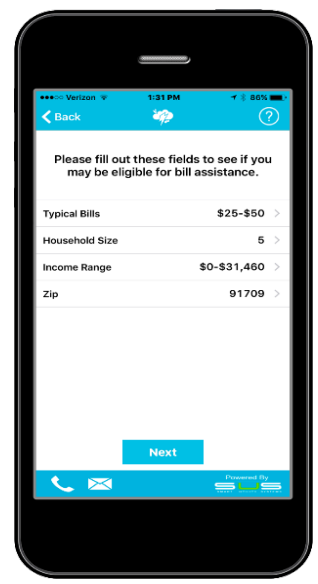 Verizon 1:31 PM 86%
Back ?
Please fill out these fields to see if you
may be eligible for bill assistance.
Typical Bills $25-$50
Household Size 5
Income Range $0-$31,460
Zip 91709
Next
Powered By
SUS